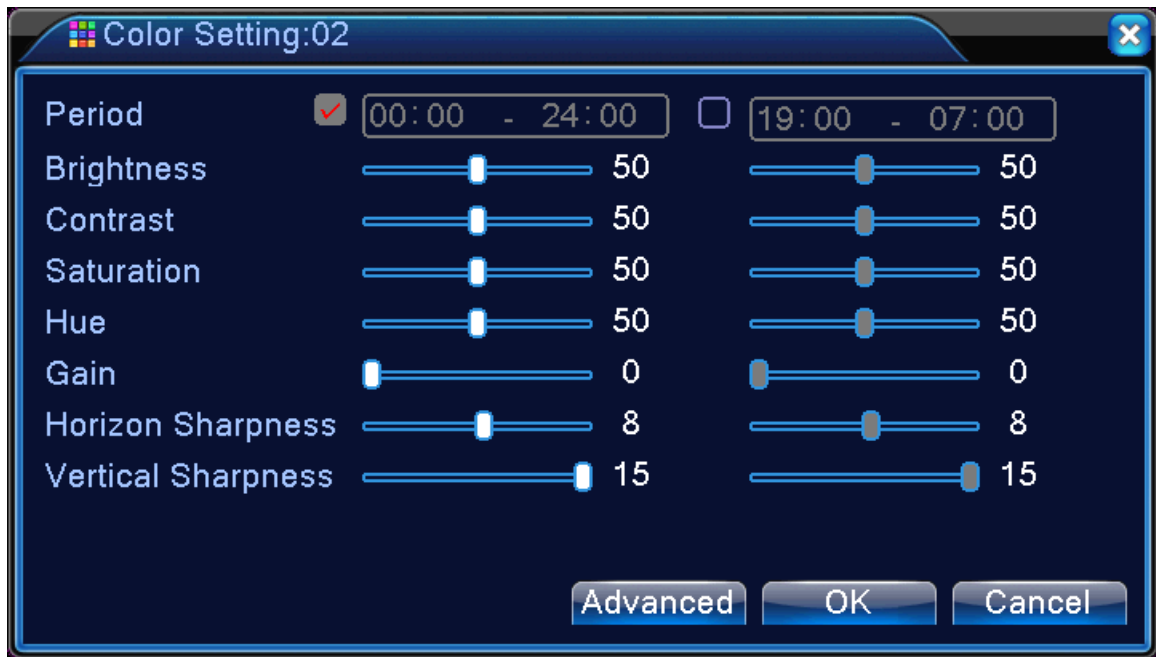 Color Setting:02
Period 00:00 - 24:00 19:00 - 07:00
Brightness 50 50
Contrast 50 50
Saturation 50 50
Hue 50 50
Gain 0 0
Horizon Sharpness 8 8
Vertical Sharpness 15 15
Advanced OK Cancel